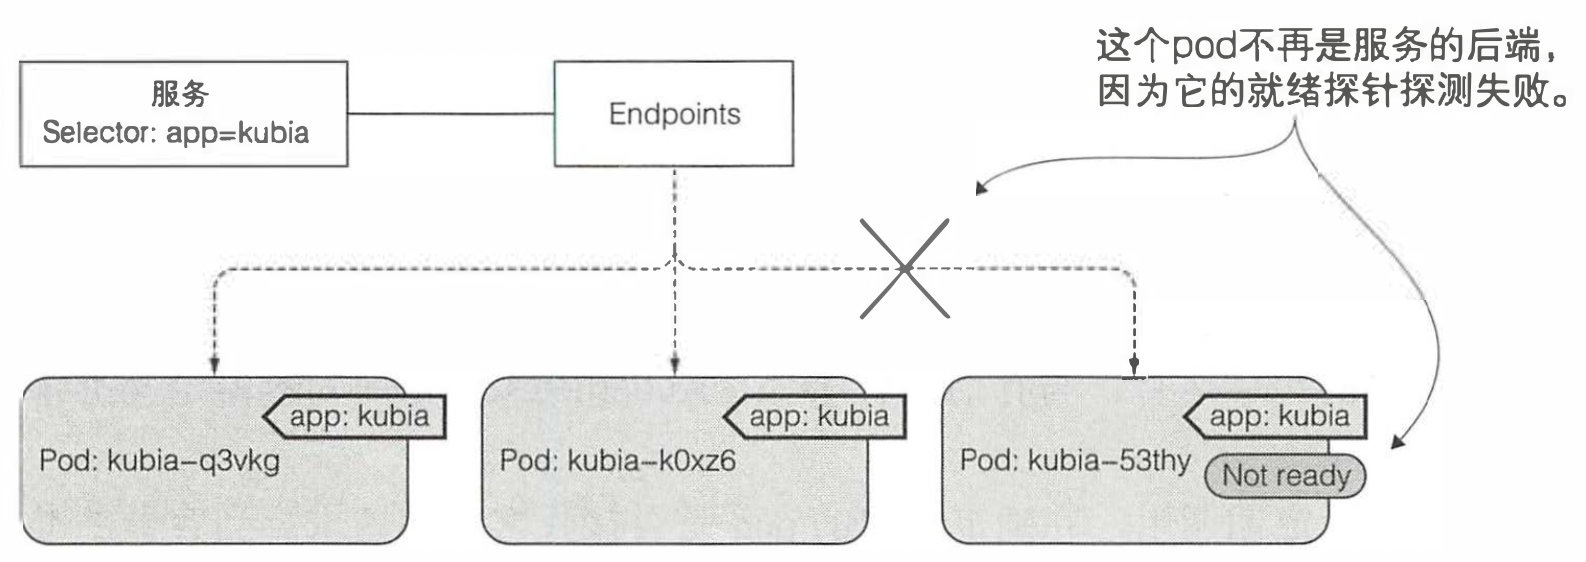 这个pod不再是服务的后端，
因为它的就绪探针探测失败。
服务
Selector: app=kubia
Endpoints
app: kubia
Pod: kubia–q3vkg
app: kubia
Pod: kubia–k0xz6
app: kubia
Pod: kubia–53thy
Not ready